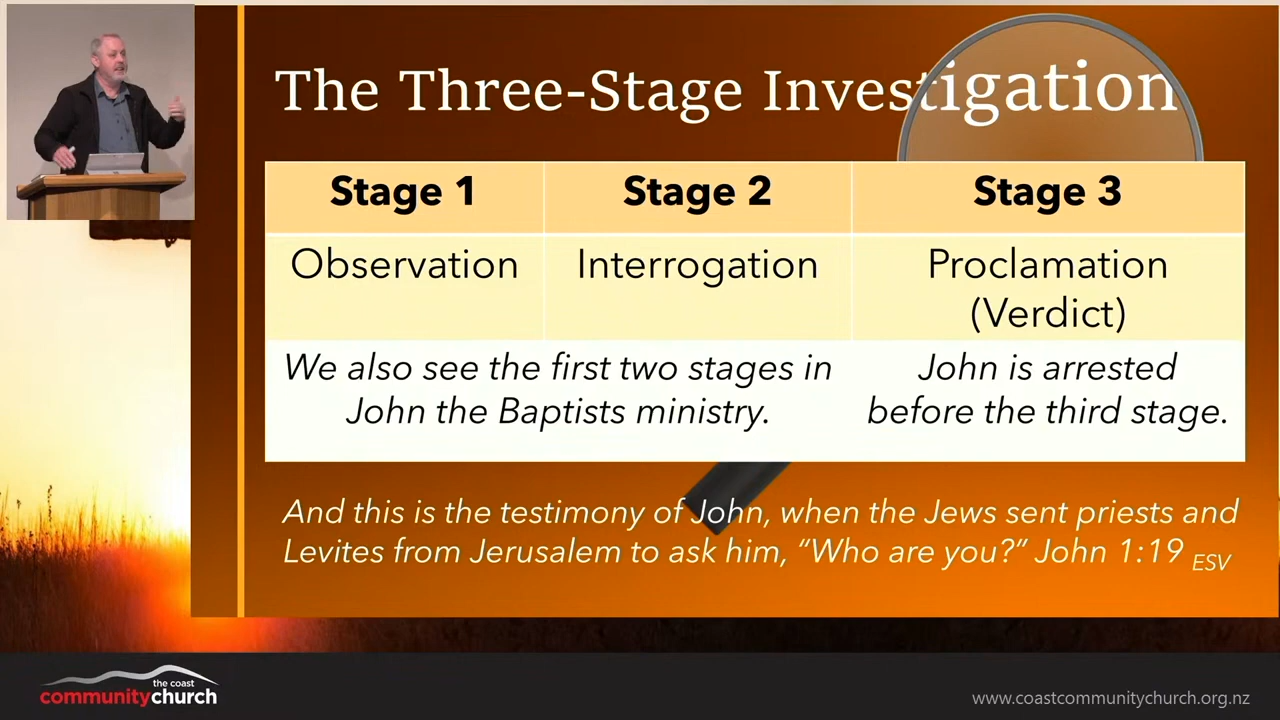 The Three-Stage Investigation
Stage 1 Stage 2 Stage 3
Observation Interrogation Proclamation
(Verdict)
We also see the first two stages in
John the Baptists ministry.
John is arrested
before the third stage.
And this is the testimony of John, when the Jews sent priests and
Levites from Jerusalem to ask him, “Who are you?” John 1:19 ESV
the coast
communitychurch
www.coastcommunitychurch.org.nz